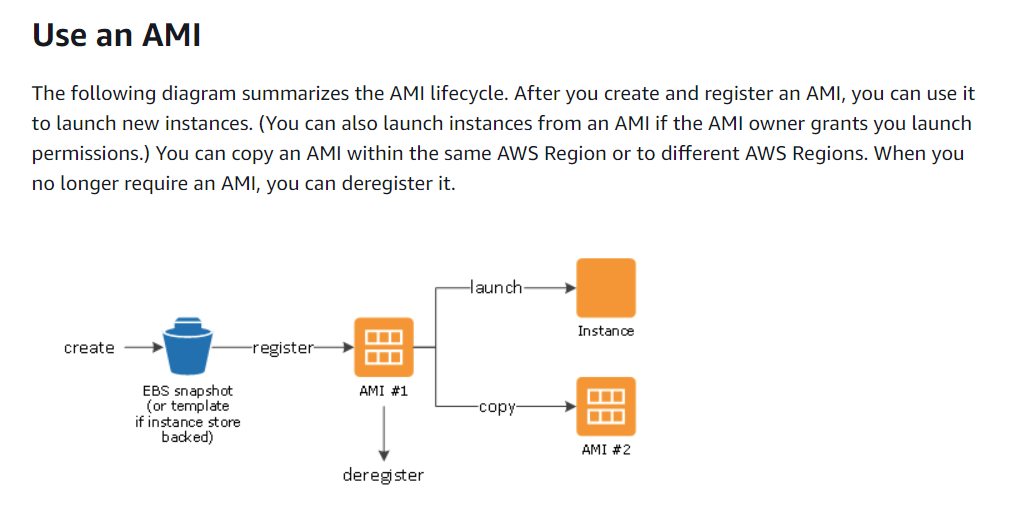 Use an AMI
The following diagram summarizes the AMI lifecycle. After you create and register an AMI, you can use it
to launch new instances. (You can also launch instances from an AMI if the AMI owner grants you launch
permissions.) You can copy an AMI within the same AWS Region or to different AWS Regions. When you
no longer require an AMI, you can deregister it.
launch
Instance
create
register
EBS snapshot
(or template
if instance store
backed)
AMI #1
copy
AMI #2
deregister